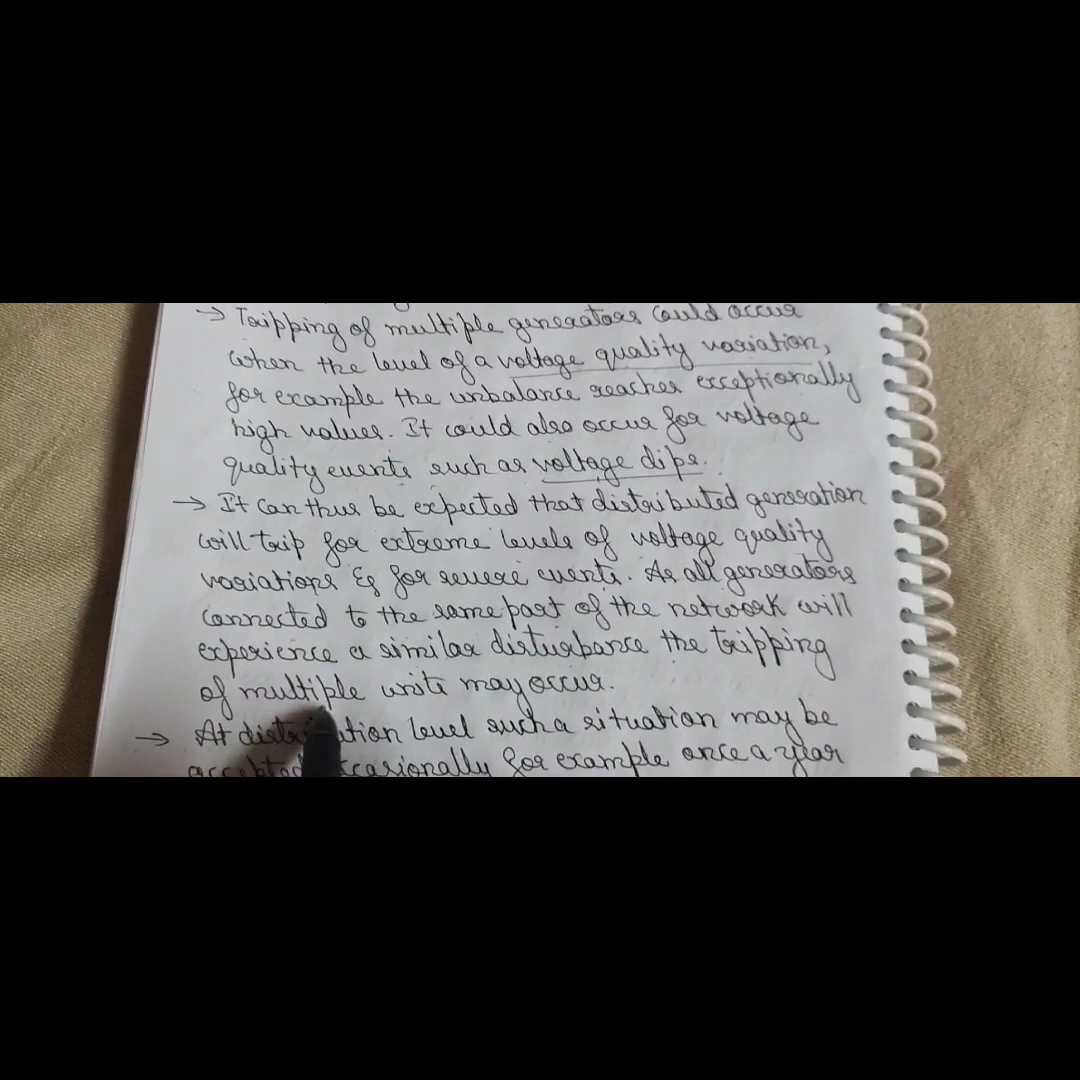 → Tripping of multiple generators could occur
when the level of a voltage quality variation,
for example the unbalance reaches exceptionally
high values. It could also occur for voltage
quality events such as voltage dips.
→ It can thus be expected that distributed generation
will trip for extreme levels of voltage quality
variations & for severe events. As all generators
connected to the same part of the network will
experience a similar disturbance the tripping
of multiple units may occur.
→ At distribution level such a situation may be
accepted occasionally for example once a year